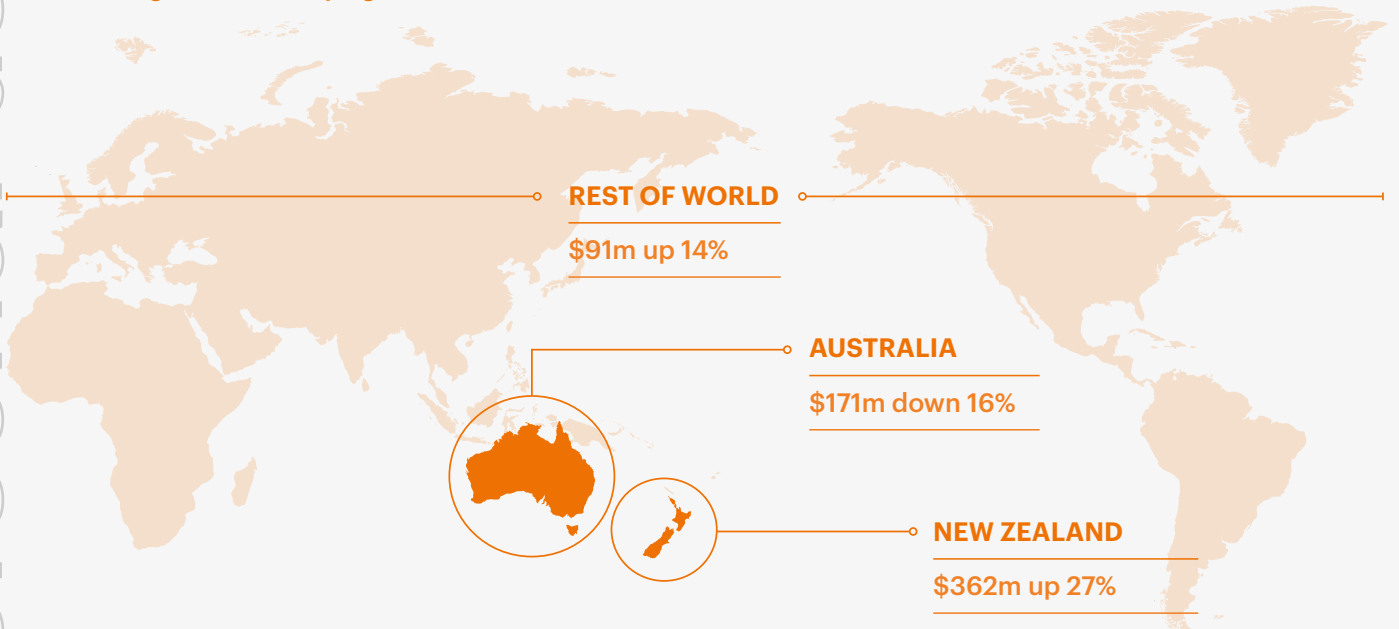 REST OF WORLD
$91m up 14%
AUSTRALIA
$171m down 16%
NEW ZEALAND
$362m up 27%